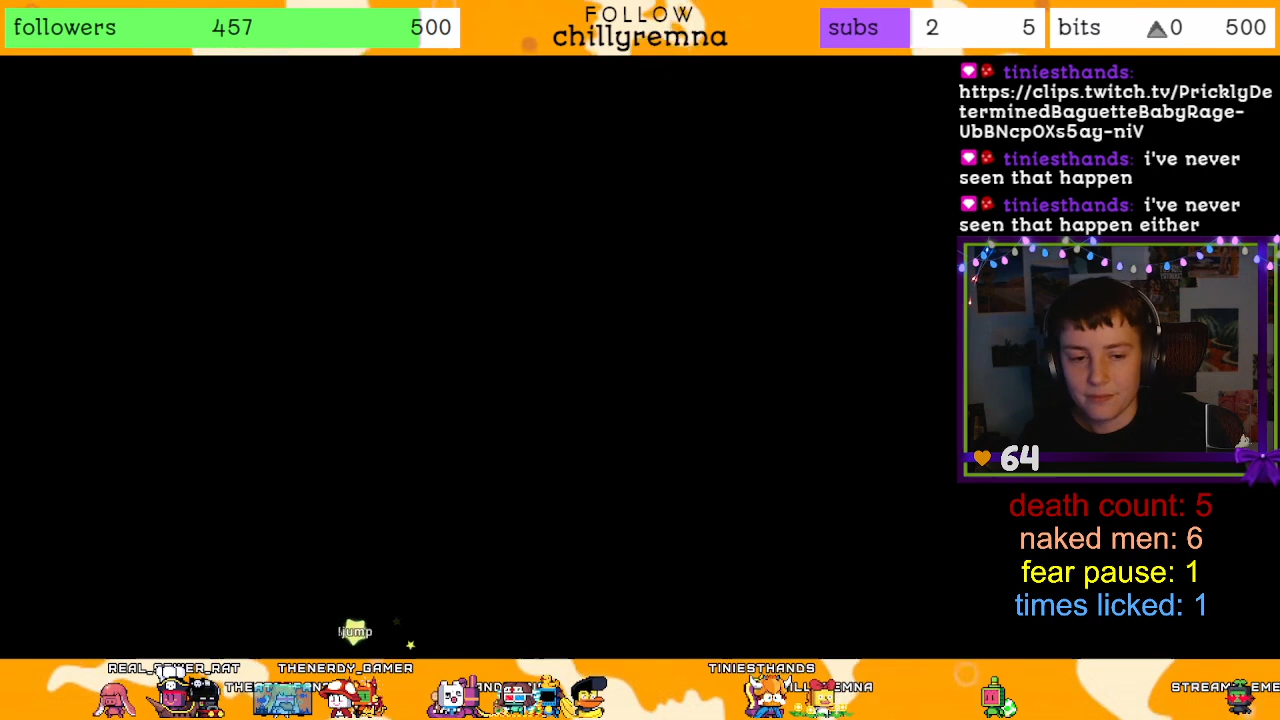 followers 457 500
FOLLOW
chillyremna
subs 2 5
bits 0 500
tiniesthands:
https://clips.twitch.tv/PricklyDe
terminedBaguetteBabyRage-
UbBNcpOXs5ay-niV
tiniesthands: i've never
seen that happen
tiniesthands: i've never
seen that happen either
64
death count: 5
naked men: 6
fear pause: 1
times licked: 1
!jump
THENERDY_GAMER
TINIESTHANDS